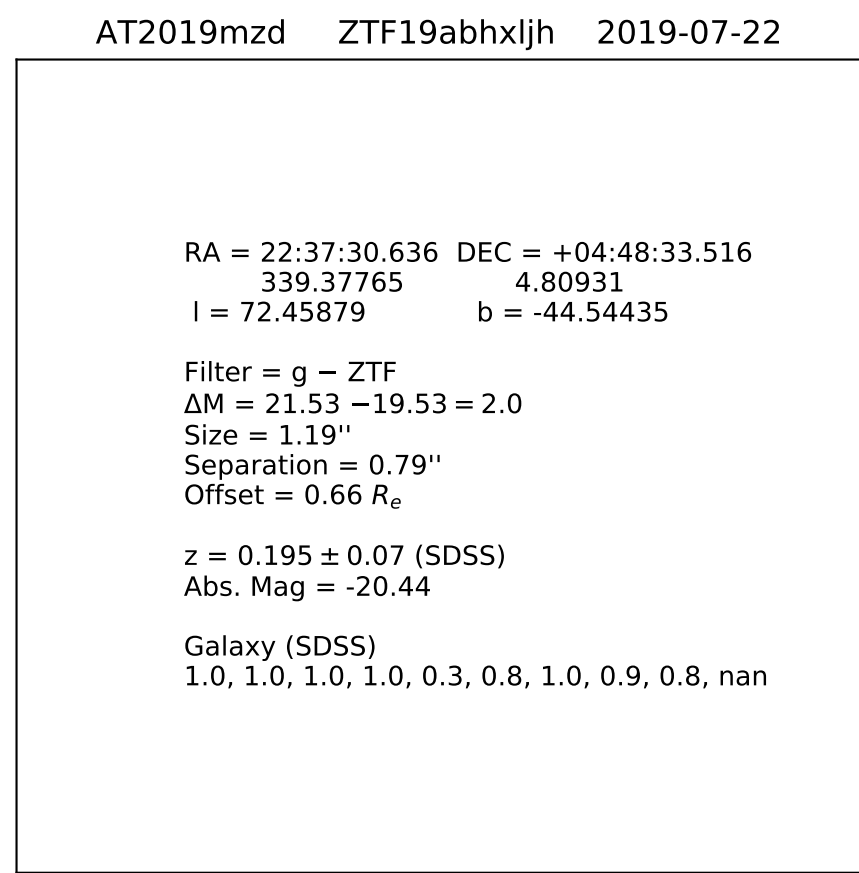 AT2019mzd ZTF19abhxljh 2019-07-22
RA = 22:37:30.636 DEC = +04:48:33.516
339.37765 4.80931
l = 72.45879 b = -44.54435
Filter = g − ZTF
ΔM = 21.53 −19.53 = 2.0
Size = 1.19''
Separation = 0.79''
Offset = 0.66 Re
z = 0.195 ± 0.07 (SDSS)
Abs. Mag = -20.44
Galaxy (SDSS)
1.0, 1.0, 1.0, 1.0, 0.3, 0.8, 1.0, 0.9, 0.8, nan